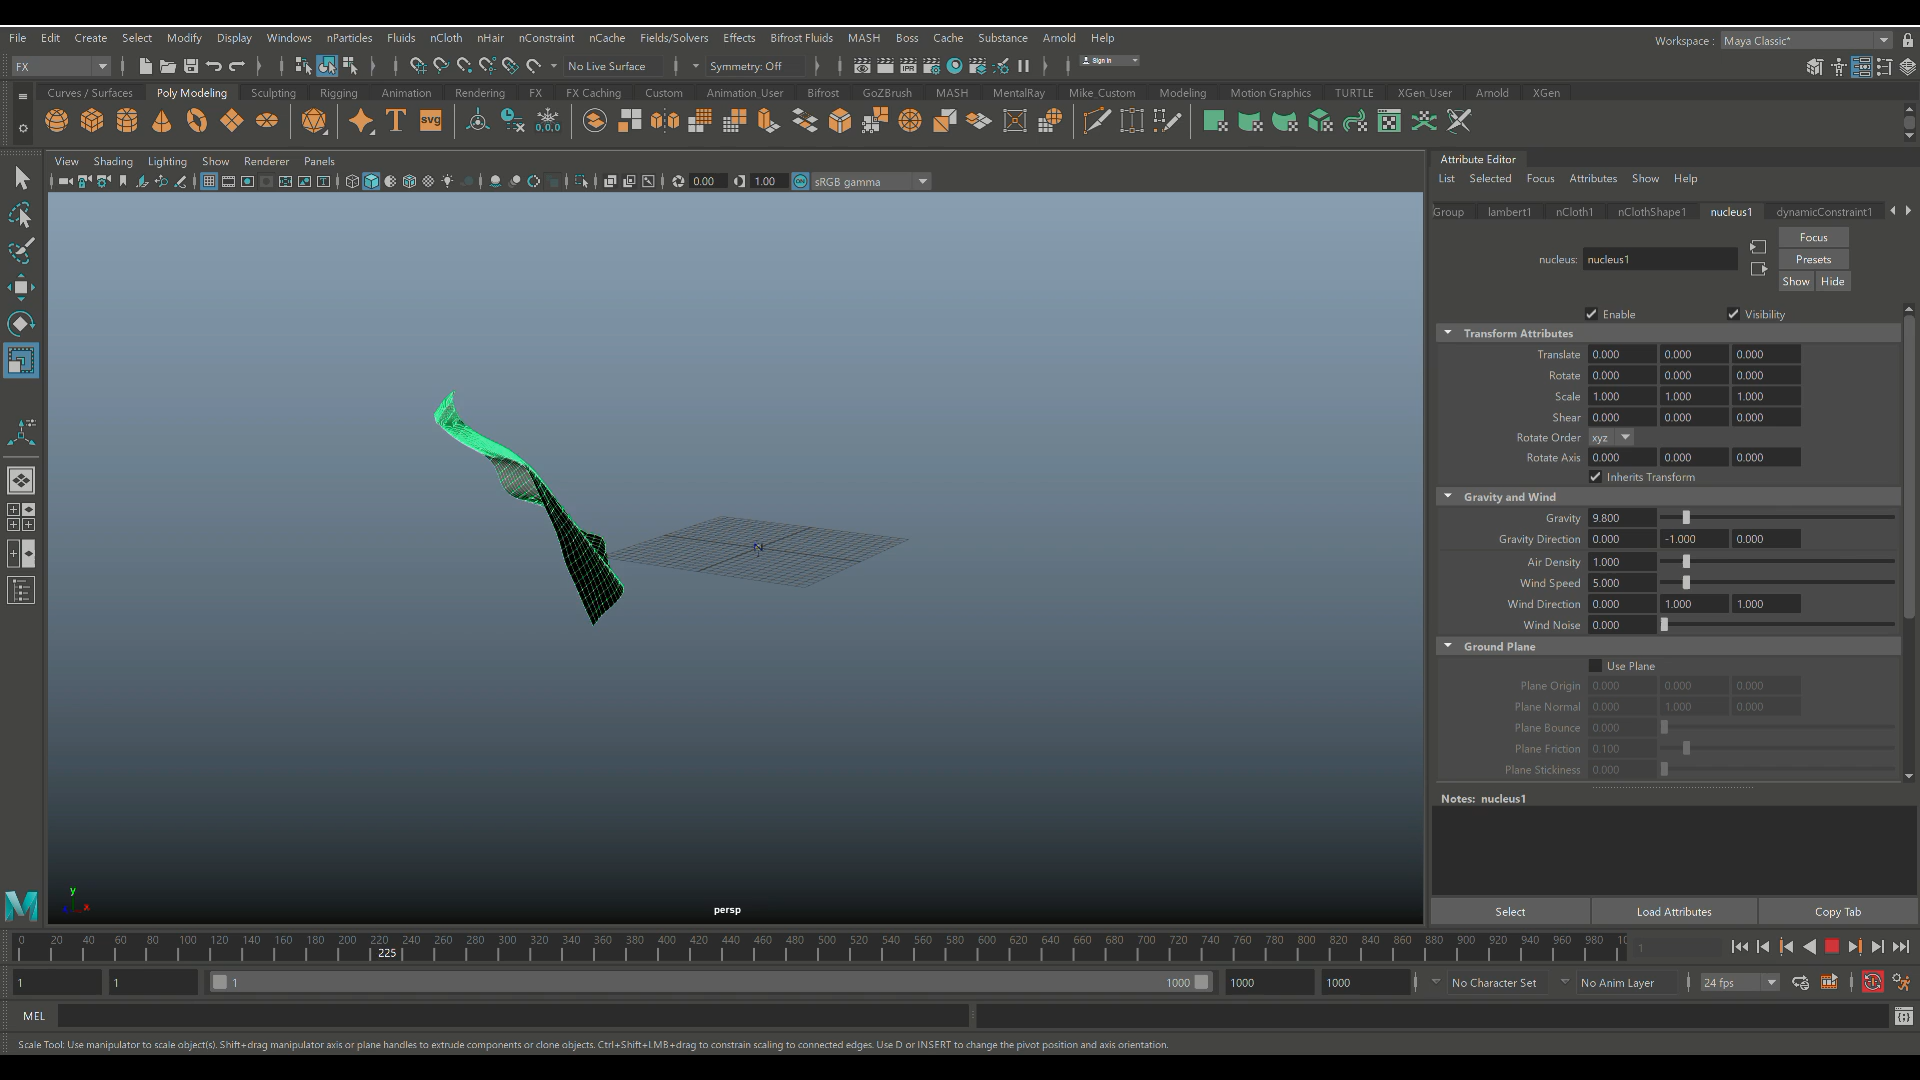 File Edit Create Select Modify Display Windows nParticles Fluids nCloth nHair nConstraint nCache Fields/Solvers Effects Bifrost Fluids MASH Boss Cache Substance Arnold Help
Workspace : Maya Classic*
FX No Live Surface Symmetry: Off Sign In
Curves / Surfaces Poly Modeling Sculpting Rigging Animation Rendering FX FX Caching Custom Animation_User Bifrost GoZBrush MASH MentalRay Mike_Custom Modeling Motion Graphics TURTLE XGen_User Arnold XGen
T svg 0,0,0
View Shading Lighting Show Renderer Panels
0.00 1.00 ON sRGB gamma
Attribute Editor
List Selected Focus Attributes Show Help
Group lambert1 nCloth1 nClothShape1 nucleus1 dynamicConstraint1
nucleus: nucleus1
Focus
Presets
Show Hide
Enable Visibility
Transform Attributes
Translate 0.000 0.000 0.000
Rotate 0.000 0.000 0.000
Scale 1.000 1.000 1.000
Shear 0.000 0.000 0.000
Rotate Order xyz
Rotate Axis 0.000 0.000 0.000
Inherits Transform
Gravity and Wind
Gravity 9.800
Gravity Direction 0.000 -1.000 0.000
Air Density 1.000
Wind Speed 5.000
Wind Direction 0.000 1.000 1.000
Wind Noise 0.000
Ground Plane
Use Plane
Plane Origin 0.000 0.000 0.000
Plane Normal 0.000 1.000 0.000
Plane Bounce 0.000
Plane Friction 0.100
Plane Stickiness 0.000
Notes: nucleus1
Select Load Attributes Copy Tab
y
x
persp
0 20 40 60 80 100 120 140 160 180 200 220 240 260 280 300 320 340 360 380 400 420 440 460 480 500 520 540 560 580 600 620 640 660 680 700 720 740 760 780 800 820 840 860 880 900 920 940 960 980
225
1
1 1 1 1000 1000 1000 No Character Set No Anim Layer 24 fps
MEL
Scale Tool: Use manipulator to scale object(s). Shift+drag manipulator axis or plane handles to extrude components or clone objects. Ctrl+Shift+LMB+drag to constrain scaling to connected edges. Use D or INSERT to change the pivot position and axis orientation.